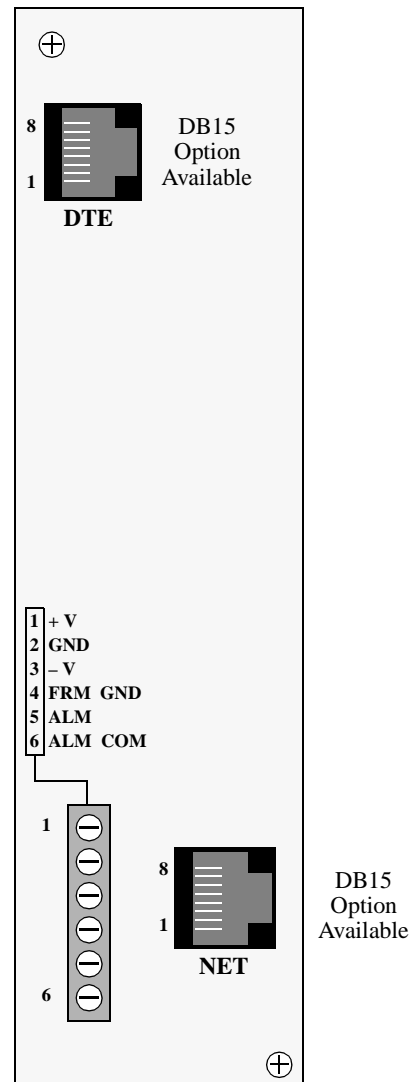 8
1
DTE
DB15
Option
Available
1 + V
2 GND
3 – V
4 FRM GND
5 ALM
6 ALM COM
1
6
8
1
NET
DB15
Option
Available